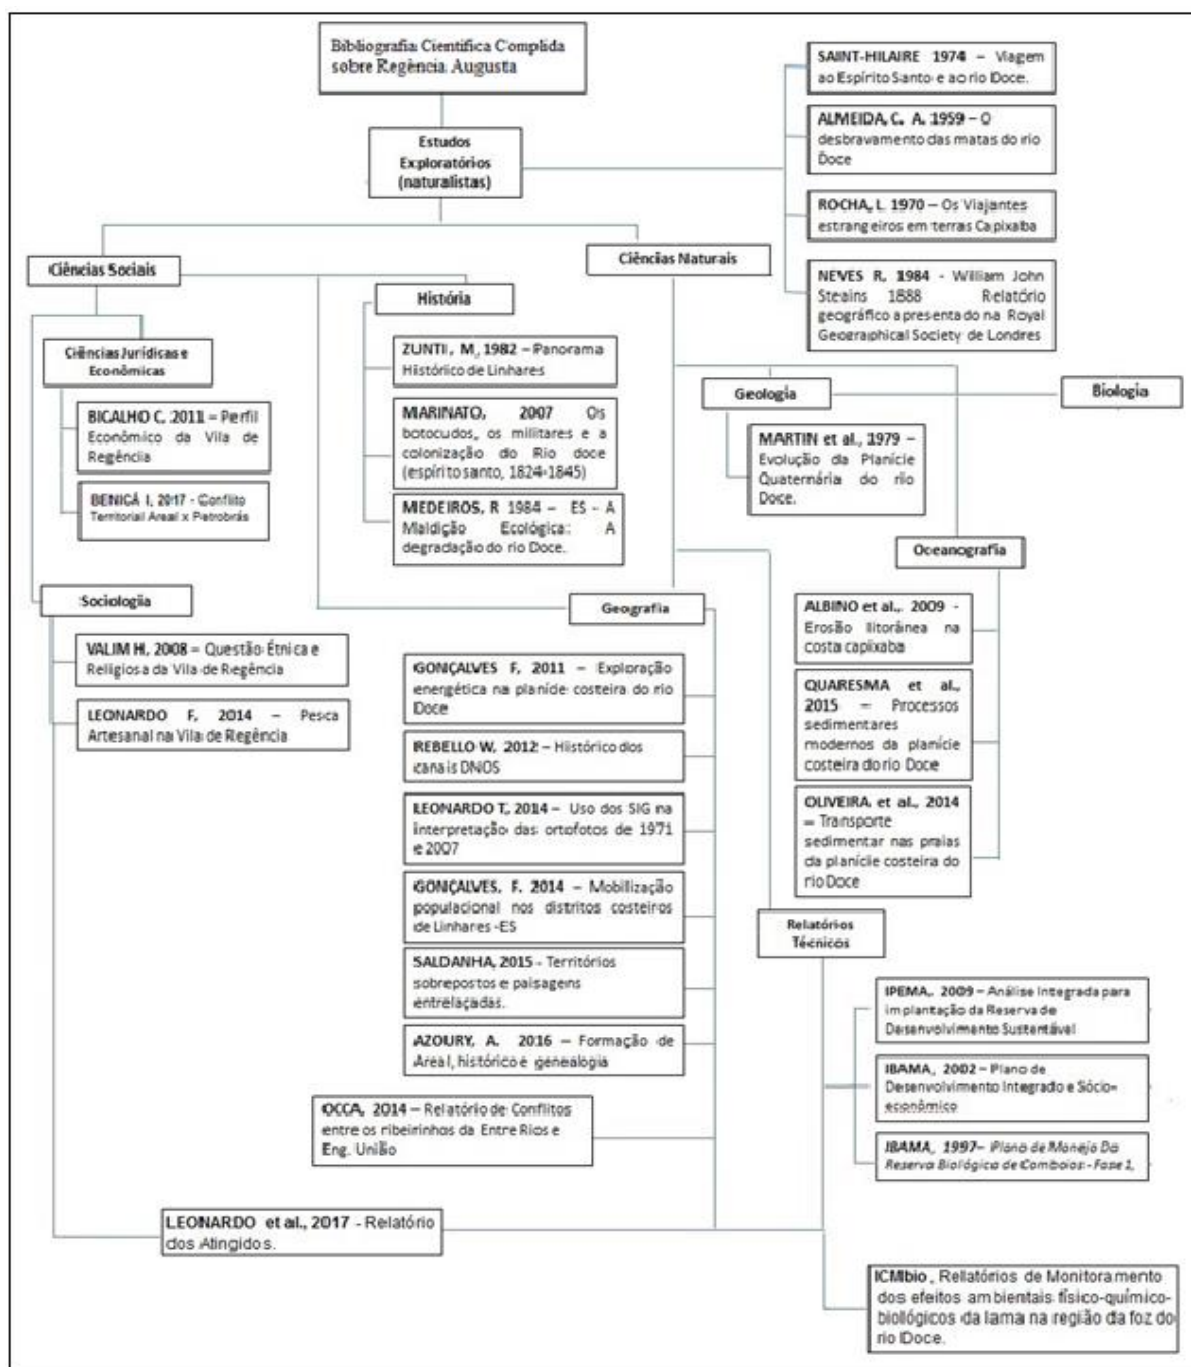 Bibliografia Científica Complida
sobre Regência Augusta
Estudos
Exploratórios
(naturalistas)
SAINT-HILAIRE 1974 – Viagem
ao Espírito Santo e ao rio Doce.
ALMEIDA, C. A. 1959 – O
desbravamento das matas do rio
Doce
ROCHA, L. 1970 – Os Viajantes
estrangeiros em terras Capixaba
NEVES R, 1984 - William John
Steains 1888 Relatório
geográfico apresentado na Royal
Geographical Society de Londres
Ciências Sociais
Ciências Naturais
História
ZUNTI, M, 1982 – Panorama
Histórico de Linhares
MARINATO, 2007 Os
botocudos, os militares e a
colonização do Rio doce
(espírito santo, 1824-1845)
MEDEIROS, R 1984 – ES - A
Maldição Ecológica: A
degradação do rio Doce.
Ciências Jurídicas e
Econômicas
BICALHO C, 2011 – Perfil
Econômico da Vila de
Regência
BENICÁ I, 2017 - Conflito
Territorial Areal x Petrobrás
Sociologia
VALIM H, 2008 – Questão Étnica e
Religiosa da Vila de Regência
LEONARDO F, 2014 – Pesca
Artesanal na Vila de Regência
Geologia
Biologia
MARTIN et al., 1979 –
Evolução da Planície
Quaternária do rio
Doce.
Oceanografia
ALBINO et al., 2009 -
Erosão litorânea na
costa capixaba
QUARESMA et al.,
2015 – Processos
sedimentares
modernos da planície
costeira do rio Doce
OLIVEIRA et al., 2014
– Transporte
sedimentar nas praias
da planície costeira do
rio Doce
Geografia
GONÇALVES F, 2011 – Exploração
energética na planície costeira do rio
Doce
REBELLO W, 2012 – Histórico dos
canais DNOS
LEONARDO T, 2014 – Uso dos SIG na
interpretação das ortofotos de 1971
e 2007
GONÇALVES, F. 2014 – Mobilização
populacional nos distritos costeiros
de Linhares -ES
SALDANHA, 2015 - Territórios
sobrepostos e paisagens
entrelaçadas.
AZOURY, A. 2016 – Formação de
Areal, histórico e genealogia
OCCA, 2014 – Relatório de Conflitos
entre os ribeirinhos da Entre Rios e
Eng. União
Relatórios
Técnicos
IPEMA, 2009 – Análise Integrada para
implantação da Reserva de
Desenvolvimento Sustentável
IBAMA, 2002 – Plano de
Desenvolvimento Integrado e Sócio-
econômico
IBAMA, 1997– Plano de Manejo Da
Reserva Biológica de Comboios - Fase 1,
LEONARDO et al., 2017 - Relatório
dos Atingidos.
ICMbio , Relatórios de Monitoramento
dos efeitos ambientais físico-químico-
biológicos da lama na região da foz do
rio Doce.